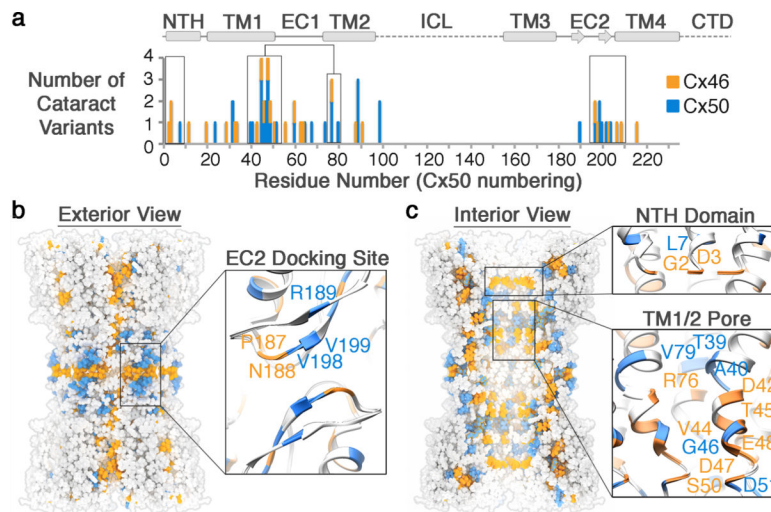 a
NTH TM1 EC1 TM2 ICL TM3 EC2 TM4 CTD
Number of
Cataract
Variants
4
3
2
1
0
Cx46
Cx50
0 20 40 60 80 100 120 140 160 180 200 220
Residue Number (Cx50 numbering)
b Exterior View
EC2 Docking Site
R189
P187
V199
V198
N188
c Interior View
NTH Domain
L7
G2 D3
TM1/2 Pore
T39
V79
A40
R76
D42
T45
V44
G46 E48
D47
S50 D51